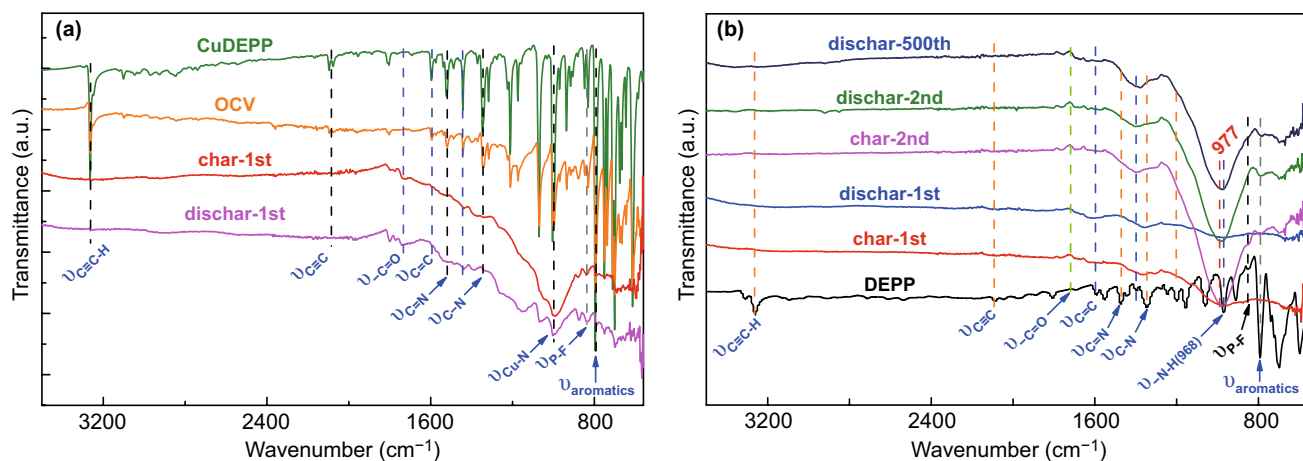 (a)
CuDEPP
OCV
char-1st
dischar-1st
υC≡C-H
υC≡C
υ-C=O
υC=C
υC=N
υC-N
υCu-N
υP-F
υaromatics
Transmittance (a.u.)
3200 2400 1600 800
Wavenumber (cm⁻¹)
(b)
dischar-500th
dischar-2nd
char-2nd
dischar-1st
char-1st
DEPP
977
υC≡C-H
υC≡C
υ-C=O
υC=C
υC=N
υC-N
υ-N-H(968)
υP-F
υaromatics
Transmittance (a.u.)
3200 2400 1600 800
Wavenumber (cm⁻¹)